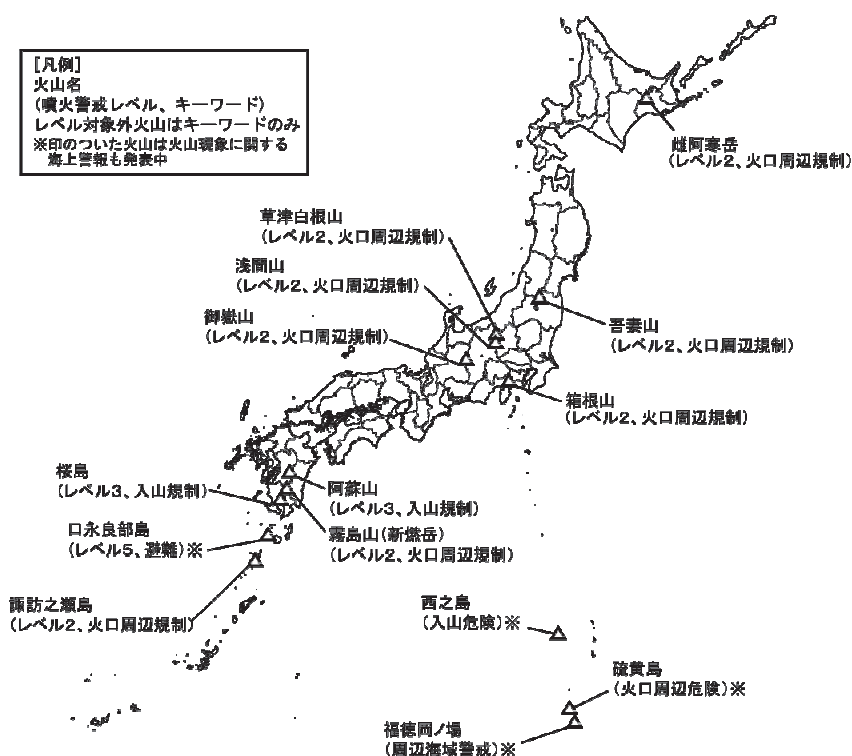 [凡例]
火山名
(噴火警戒レベル、キーワード)
レベル対象外火山はキーワードのみ
※印のついた火山は火山現象に関する
海上警報も発表中
雌阿寒岳
(レベル2、火口周辺規制)
草津白根山
(レベル2、火口周辺規制)
浅間山
(レベル2、火口周辺規制)
御嶽山
(レベル2、火口周辺規制)
吾妻山
(レベル2、火口周辺規制)
箱根山
(レベル2、火口周辺規制)
桜島
(レベル3、入山規制)
阿蘇山
(レベル3、入山規制)
口永良部島
(レベル5、避難)※
霧島山(新燃岳)
(レベル2、火口周辺規制)
諏訪之瀬島
(レベル2、火口周辺規制)
西之島
(入山危険)※
硫黄島
(火口周辺危険)※
福徳岡ノ場
(周辺海域警戒)※